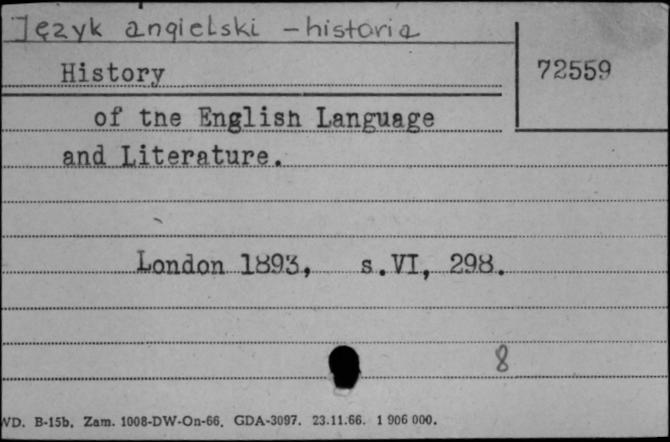 Język angielski - historia
History
72559
of the English Language
and Literature.
London 1893, s.VI, 298.
8
WD. B-15b. Zam. 1008-DW-On-66. GDA-3097. 23.11.66. 1 906 000.